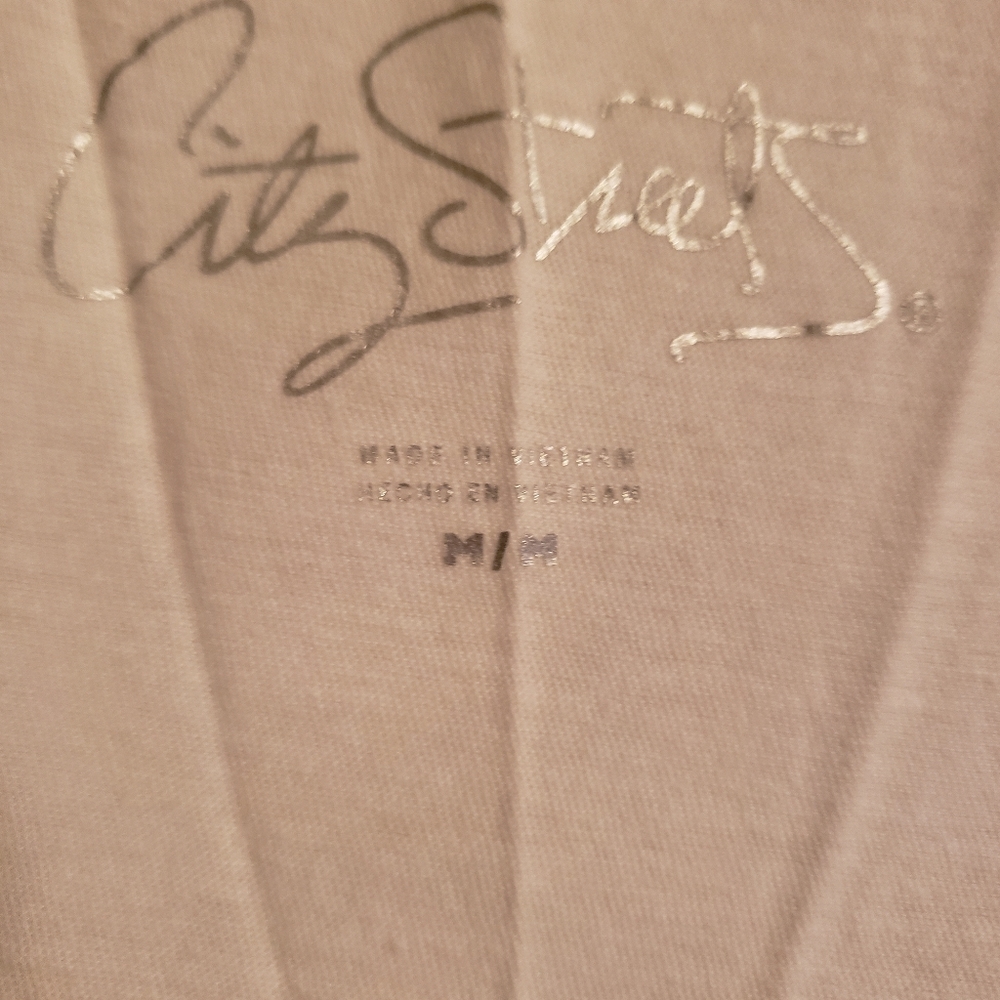 City Streets®
MADE IN VIETNAM
HECHO EN VIETNAM
M/M